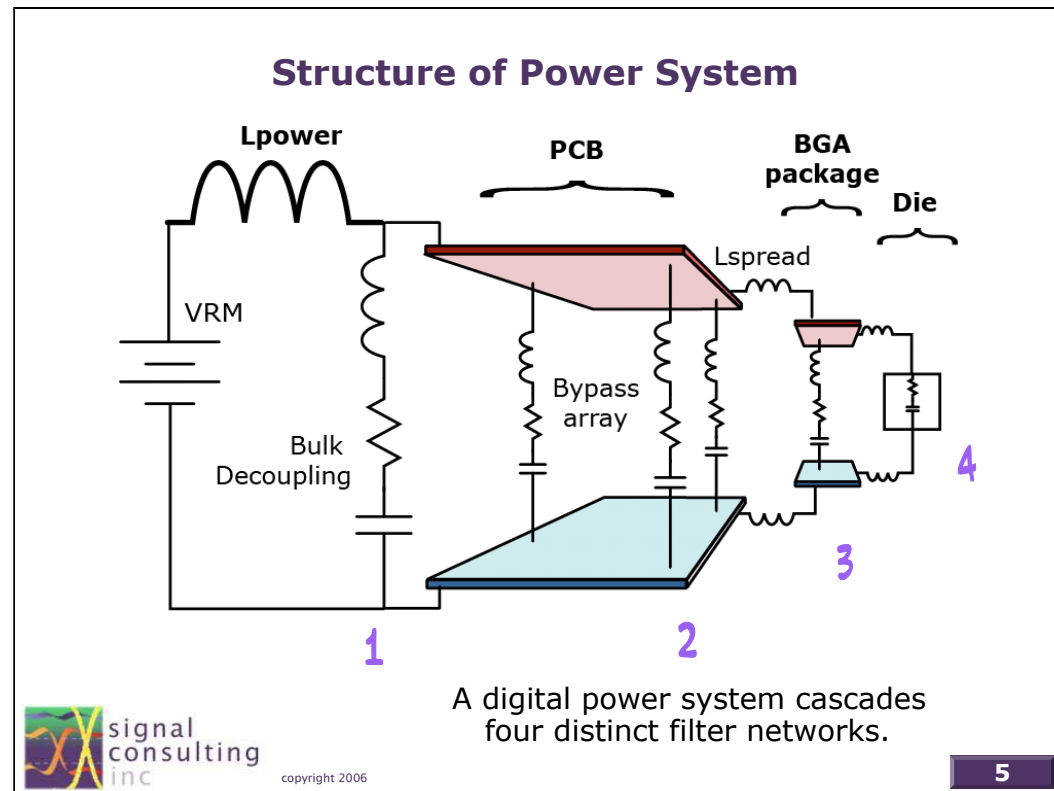 Structure of Power System
Lpower
PCB
BGA
package
Die
Lspread
VRM
Bypass
array
Bulk
Decoupling
1
2
3
4
A digital power system cascades
four distinct filter networks.
signal
consulting
inc
copyright 2006
5